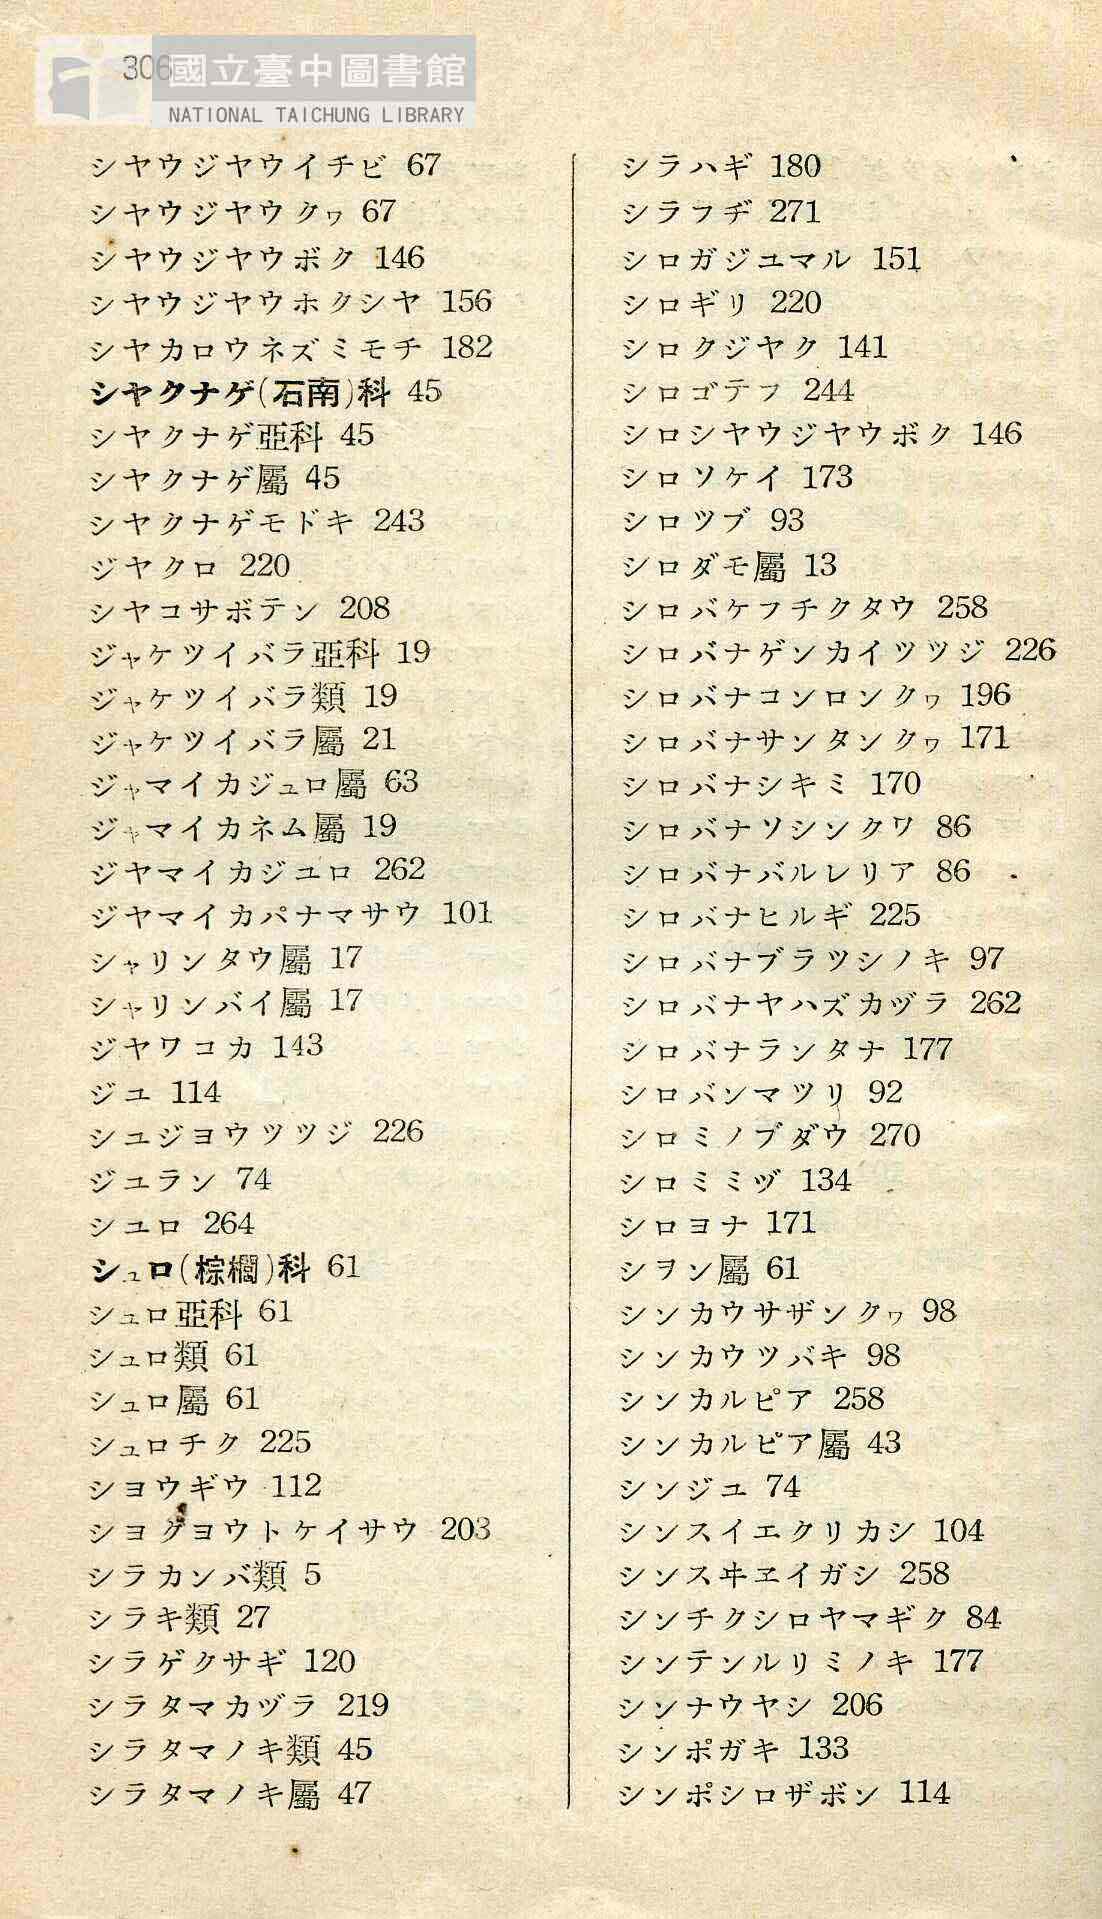 306
國立臺中圖書館
NATIONAL TAICHUNG LIBRARY
シヤウジヤウイチビ 67
シヤウジヤウクヮ 67
シヤウジヤウボク 146
シヤウジヤウホクシヤ 156
シヤカロウネズミモチ 182
シヤクナゲ(石南)科 45
シヤクナゲ亞科 45
シヤクナゲ屬 45
シヤクナゲモドキ 243
ジヤクロ 220
シヤコサボテン 208
ジャケツイバラ亞科 19
ジャケツイバラ類 19
ジャケツイバラ屬 21
ジャマイカジュロ屬 63
ジャマイカネム屬 19
ジヤマイカジユロ 262
ジヤマイカパナマサウ 101
シャリンタウ屬 17
シャリンバイ屬 17
ジヤワコカ 143
ジユ 114
シユジヨウツツジ 226
ジユラン 74
シユロ 264
シュロ(棕櫚)科 61
シュロ亞科 61
シュロ類 61
シュロ屬 61
シュロチク 225
シヨウギウ 112
シヨクヨウトケイサウ 203
シラカンバ類 5
シラキ類 27
シラゲクサギ 120
シラタマカヅラ 219
シラタマノキ類 45
シラタマノキ屬 47
シラハギ 180
シラフヂ 271
シロガジユマル 151
シロギリ 220
シロクジヤク 141
シロゴテフ 244
シロシヤウジヤウボク 146
シロソケイ 173
シロツブ 93
シロダモ屬 13
シロバケフチクタウ 258
シロバナゲンカイツツジ 226
シロバナコンロンクヮ 196
シロバナサンタンクヮ 171
シロバナシキミ 170
シロバナソシンクワ 86
シロバナバルレリア 86
シロバナヒルギ 225
シロバナブラツシノキ 97
シロバナヤハズカヅラ 262
シロバナランタナ 177
シロバンマツリ 92
シロミノブダウ 270
シロミミヅ 134
シロヨナ 171
シヲン屬 61
シンカウサザンクヮ 98
シンカウツバキ 98
シンカルピア 258
シンカルピア屬 43
シンジユ 74
シンスイエクリカシ 104
シンスヰヱイガシ 258
シンチクシロヤマギク 84
シンテンルリミノキ 177
シンナウヤシ 206
シンポガキ 133
シンポシロザボン 114